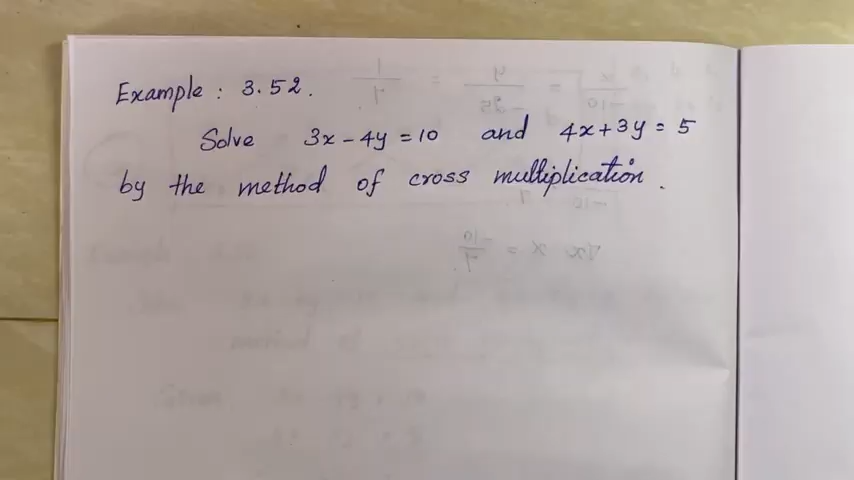 Example : 3.52.
Solve 3x - 4y = 10 and 4x + 3y = 5
by the method of cross multiplication.